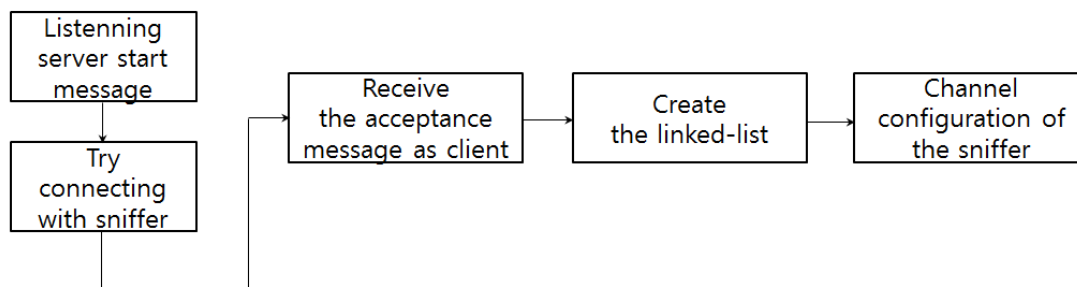 Listenning
server start
message
Try
connecting
with sniffer
Receive
the acceptance
message as client
Create
the linked-list
Channel
configuration of
the sniffer